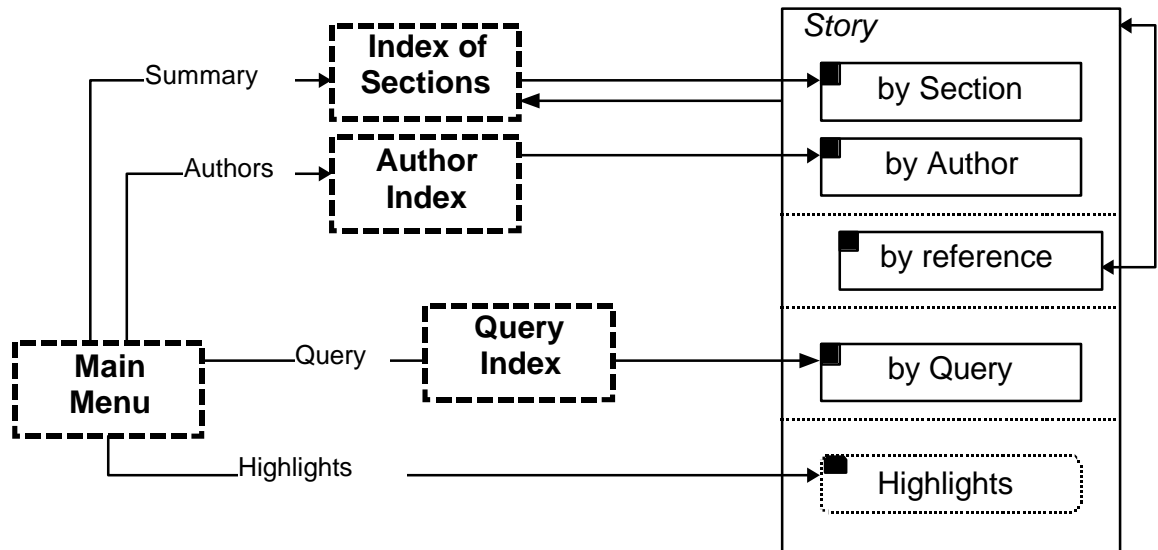 Story
Index of
Sections
Summary
by Section
Author
Index
Authors
by Author
by reference
Query
Index
Query
by Query
Main
Menu
Highlights
Highlights